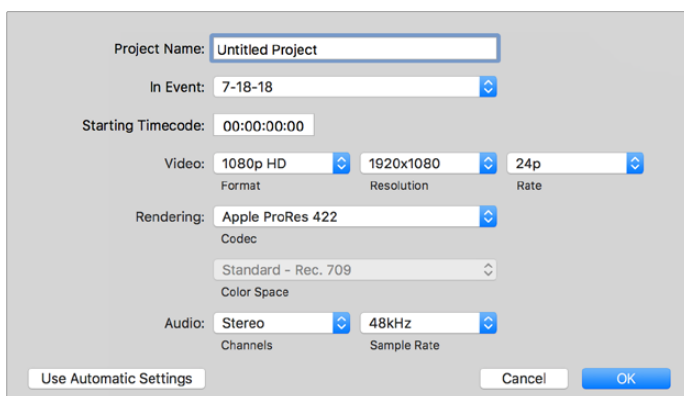 Project Name: Untitled Project
In Event: 7-18-18
Starting Timecode: 00:00:00:00
Video: 1080p HD 1920x1080 24p
Format Resolution Rate
Rendering: Apple ProRes 422
Codec
Standard - Rec. 709
Color Space
Audio: Stereo 48kHz
Channels Sample Rate
Use Automatic Settings Cancel OK